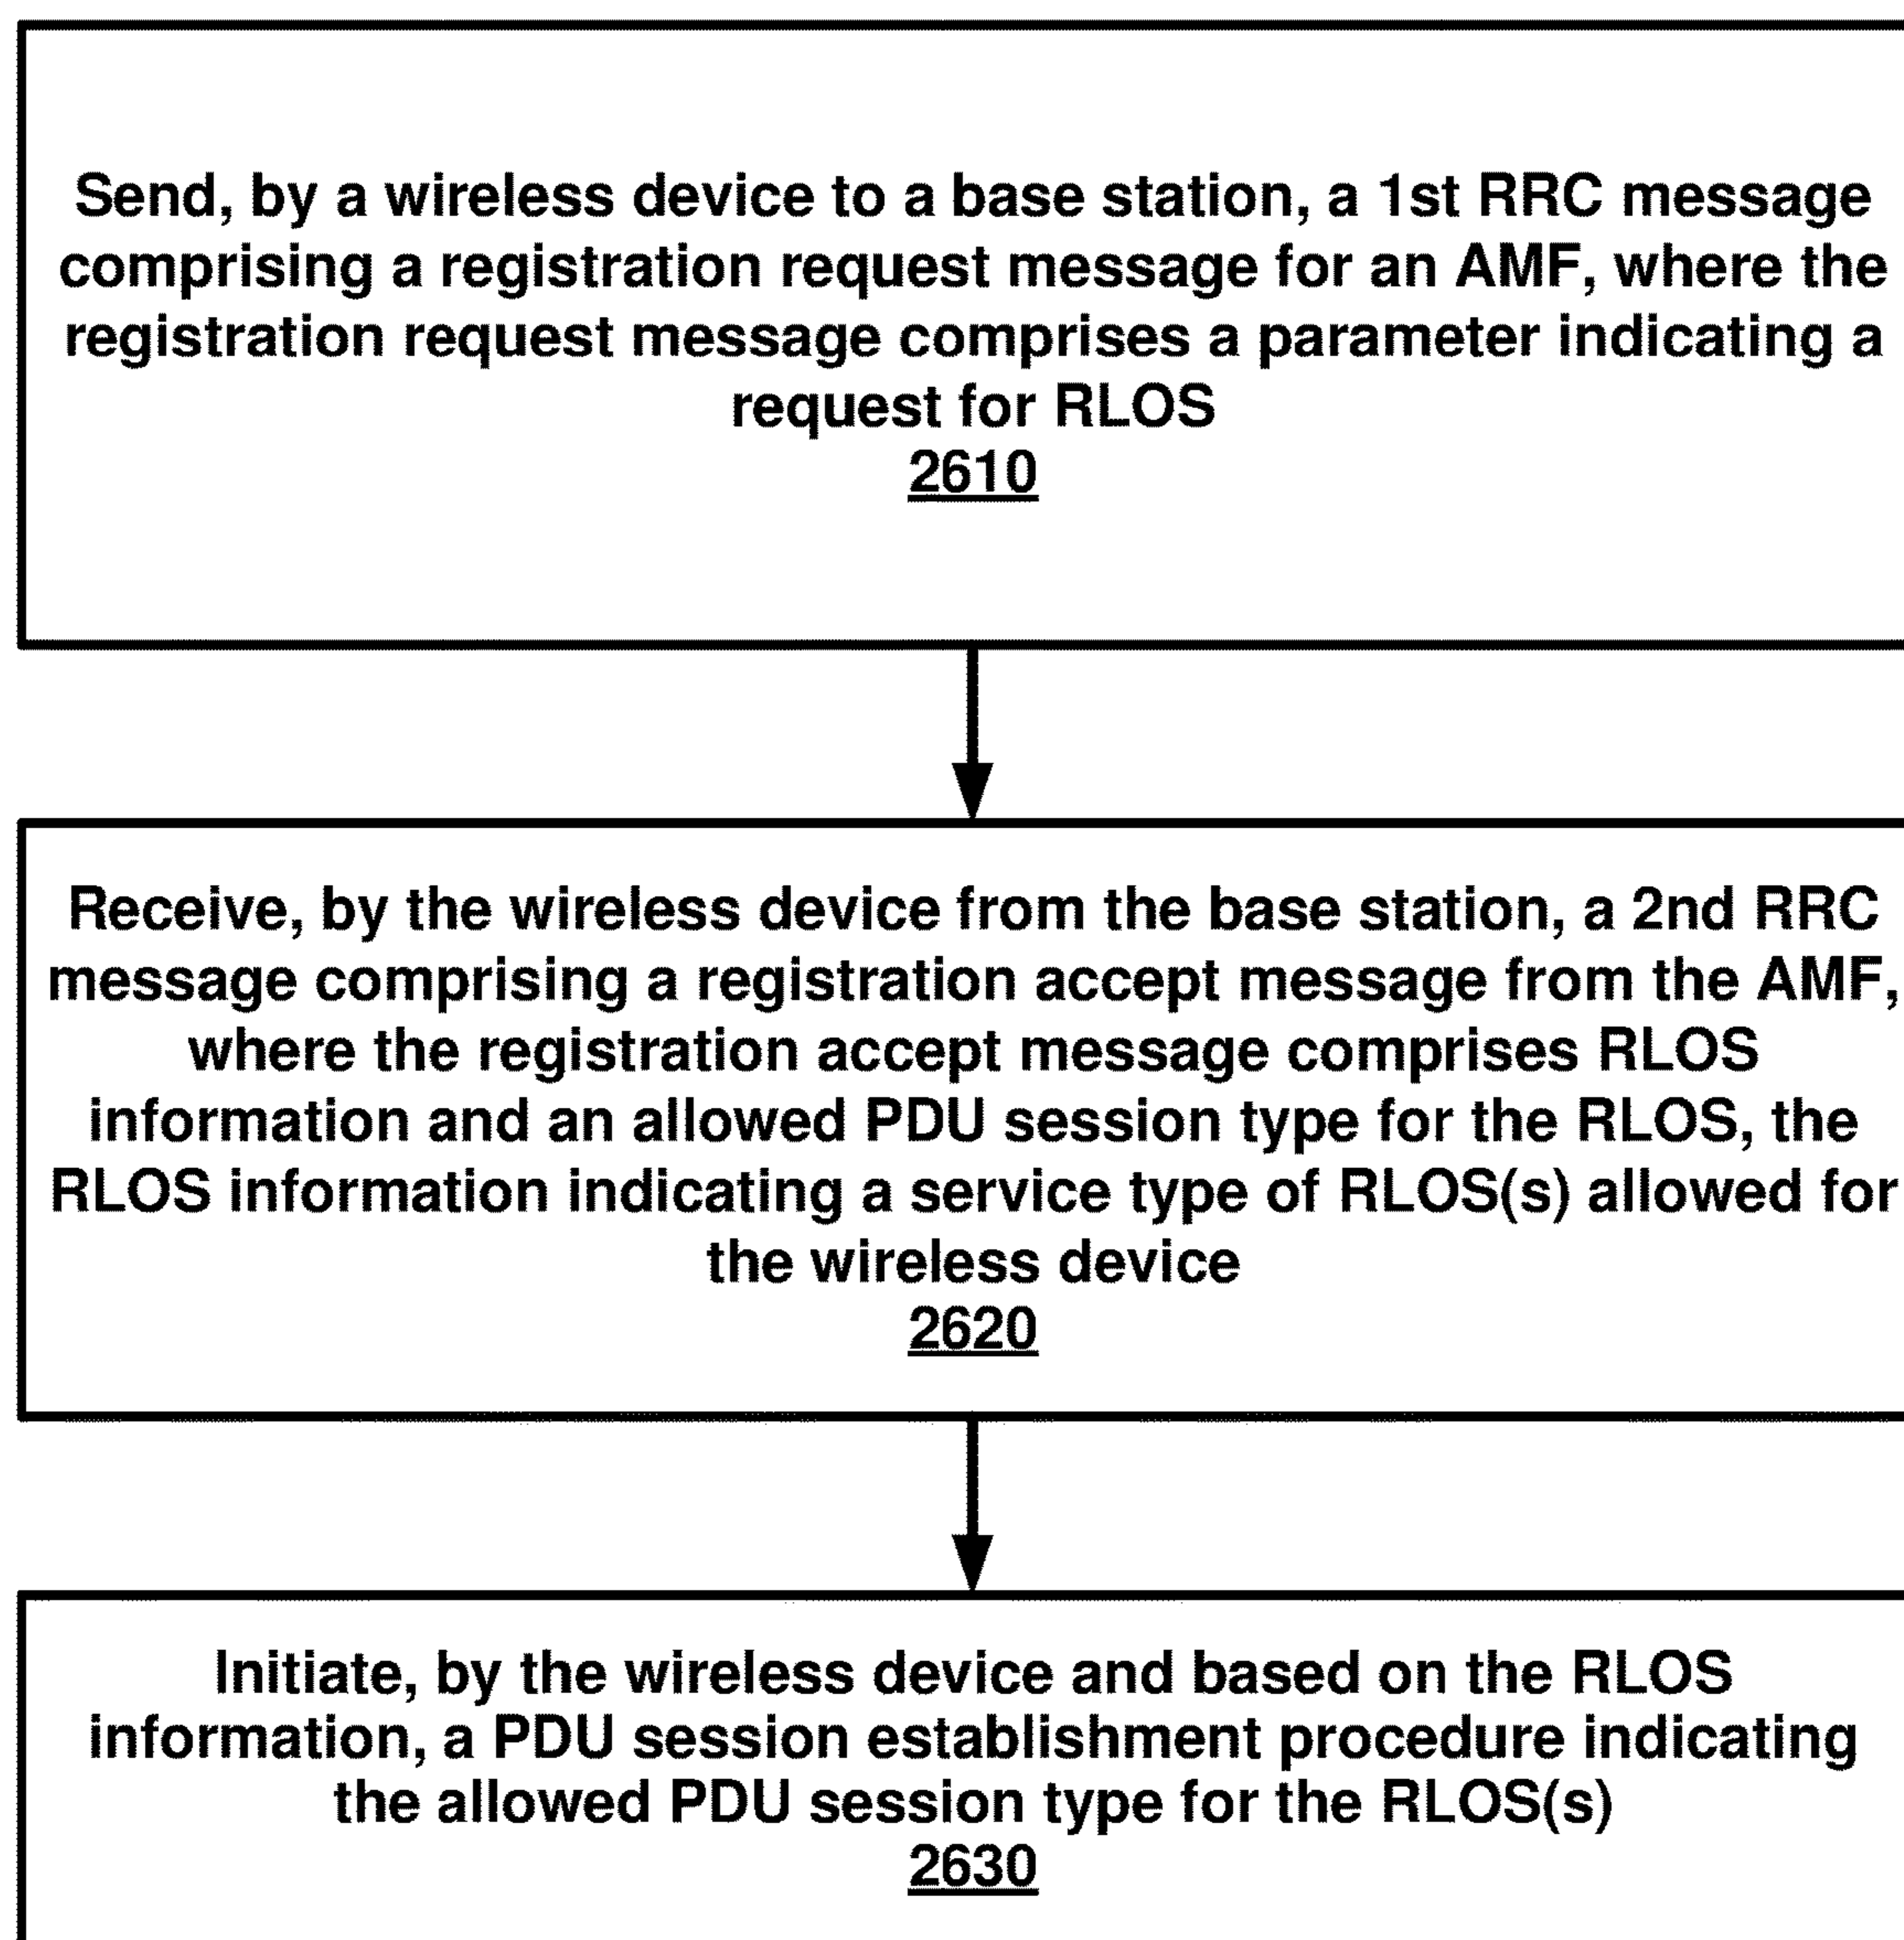 Send, by a wireless device to a base station, a 1st RRC message
comprising a registration request message for an AMF, where the
registration request message comprises a parameter indicating a
request for RLOS
2610
Receive, by the wireless device from the base station, a 2nd RRC
message comprising a registration accept message from the AMF,
where the registration accept message comprises RLOS
information and an allowed PDU session type for the RLOS, the
RLOS information indicating a service type of RLOS(s) allowed for
the wireless device
2620
Initiate, by the wireless device and based on the RLOS
information, a PDU session establishment procedure indicating
the allowed PDU session type for the RLOS(s)
2630